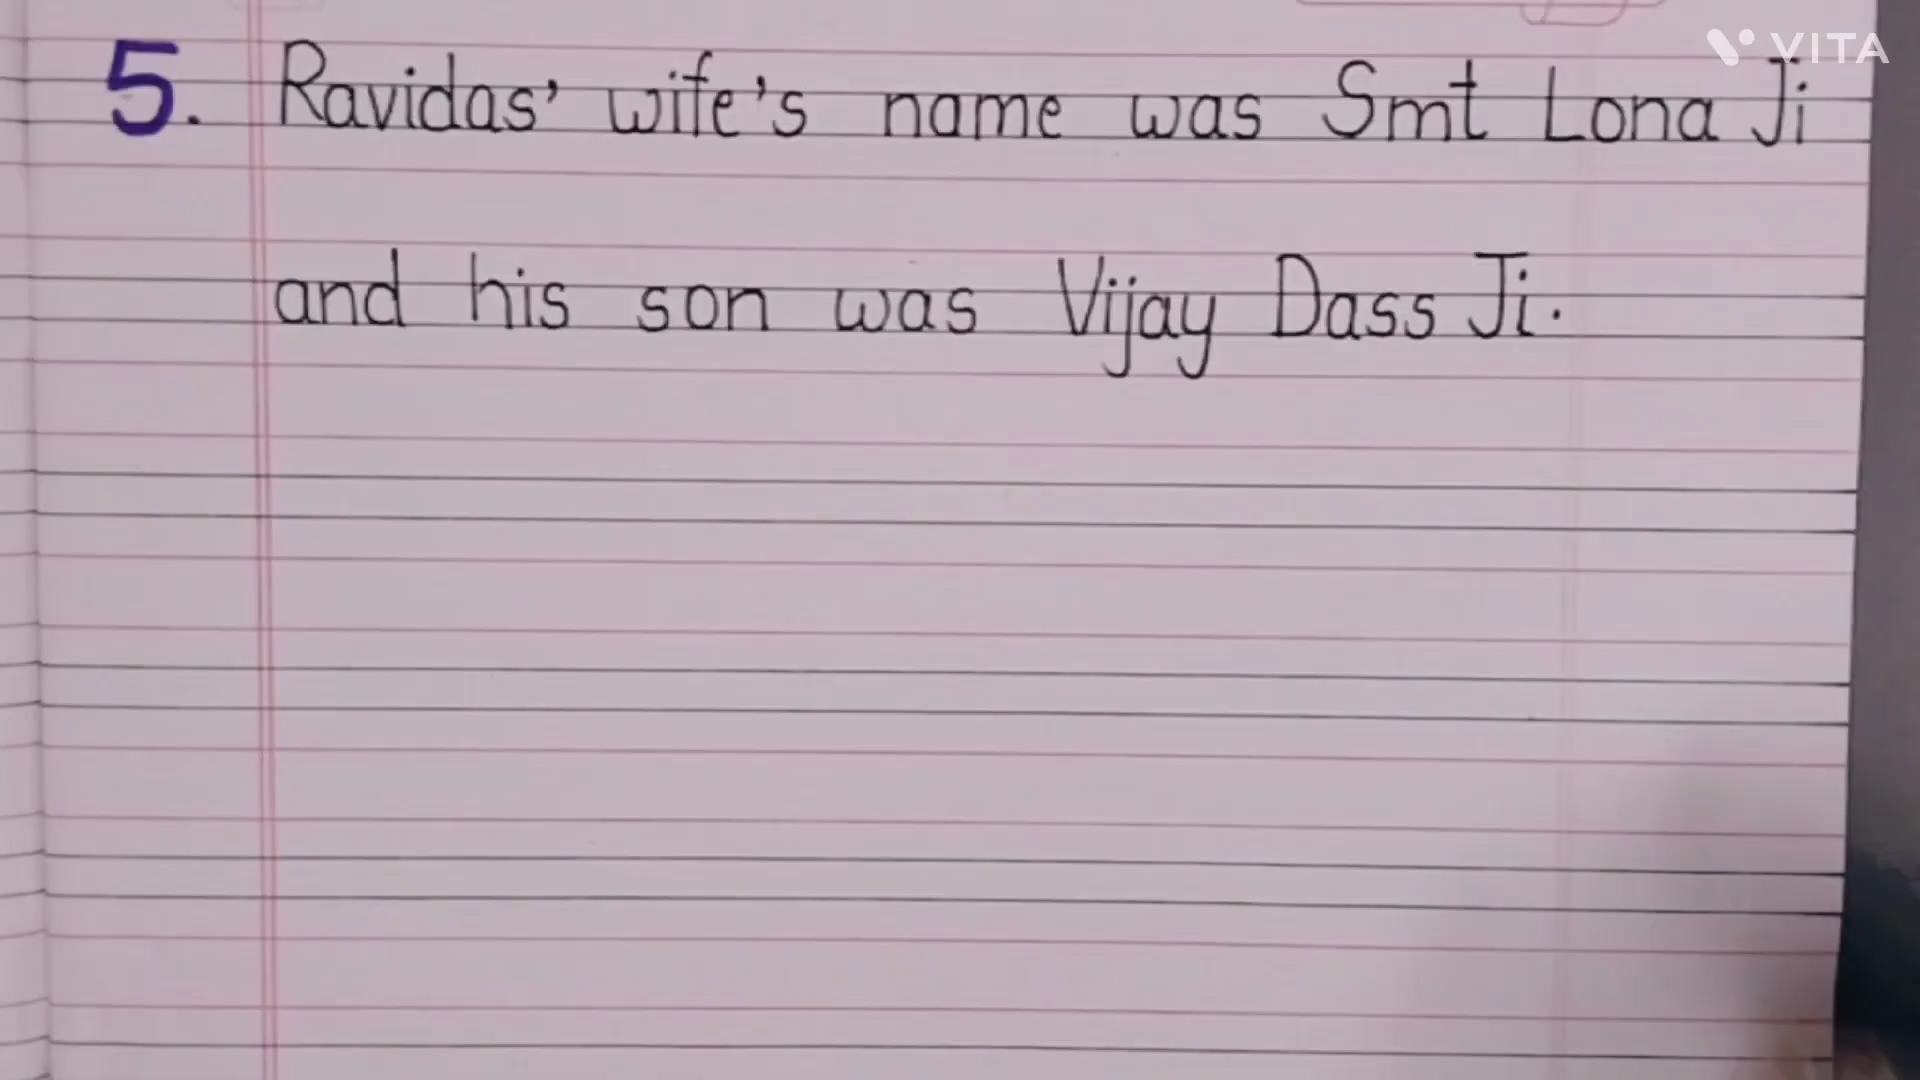 VITA
5. Ravidas' wife's name was Smt Lona Ji
and his son was Vijay Dass Ji.